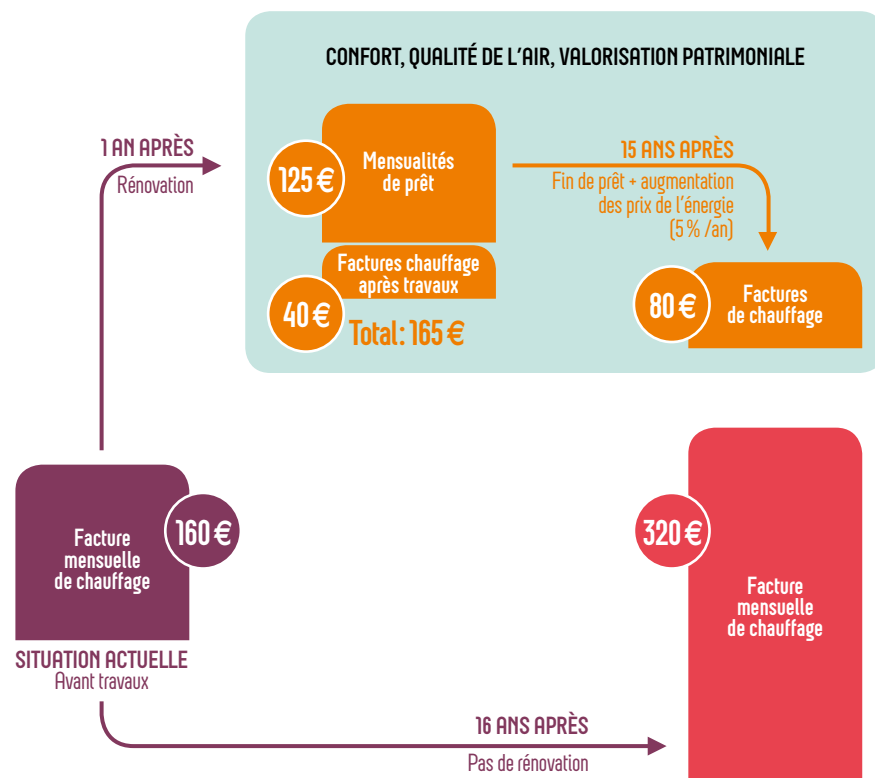 CONFORT, QUALITÉ DE L'AIR, VALORISATION PATRIMONIALE
1 AN APRÈS
Rénovation
125 €
Mensualités
de prêt
40 €
Factures chauffage
après travaux
Total : 165 €
15 ANS APRÈS
Fin de prêt + augmentation
des prix de l'énergie
(5 % /an)
80 €
Factures
de chauffage
Facture
mensuelle
de chauffage
160 €
SITUATION ACTUELLE
Avant travaux
16 ANS APRÈS
Pas de rénovation
320 €
Facture
mensuelle
de chauffage